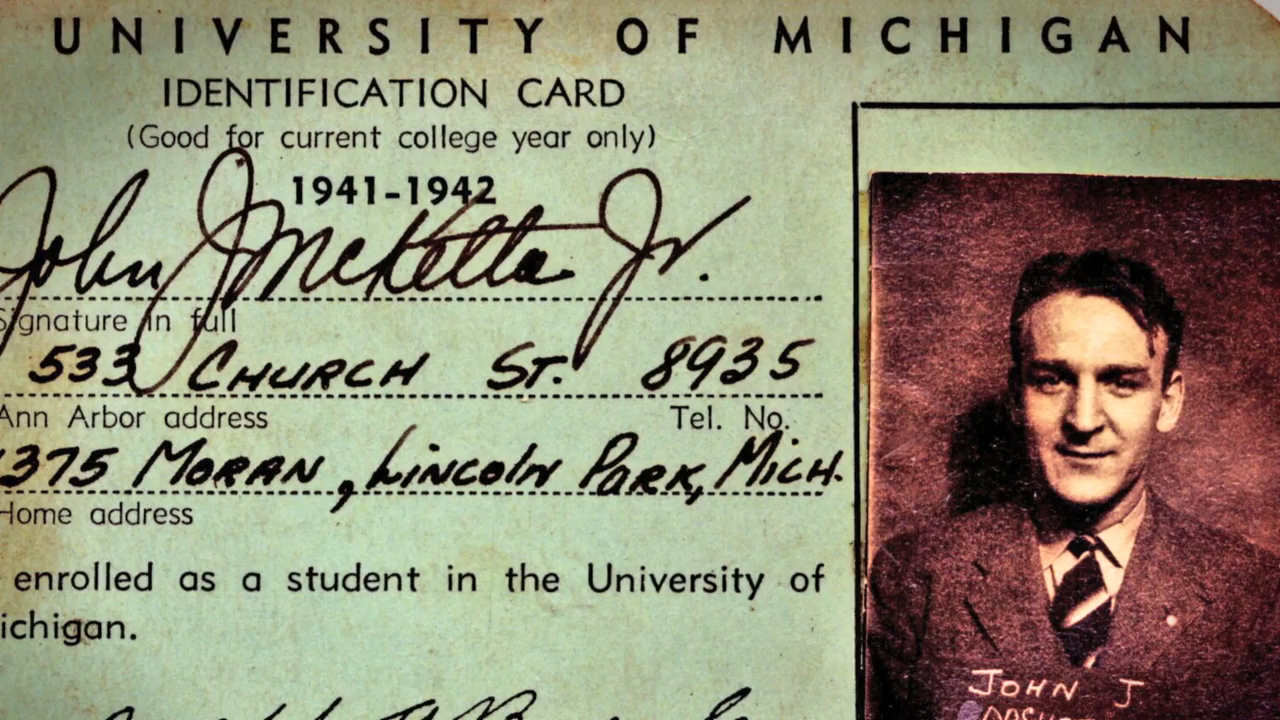 UNIVERSITY OF MICHIGAN
IDENTIFICATION CARD
(Good for current college year only)
1941-1942
John J McKetta Jr.
Signature in full
533 CHURCH ST. 8935
Ann Arbor address Tel. No.
375 MORAN, LINCOLN PARK, MICH.
Home address
enrolled as a student in the University of
ichigan.
JOHN J